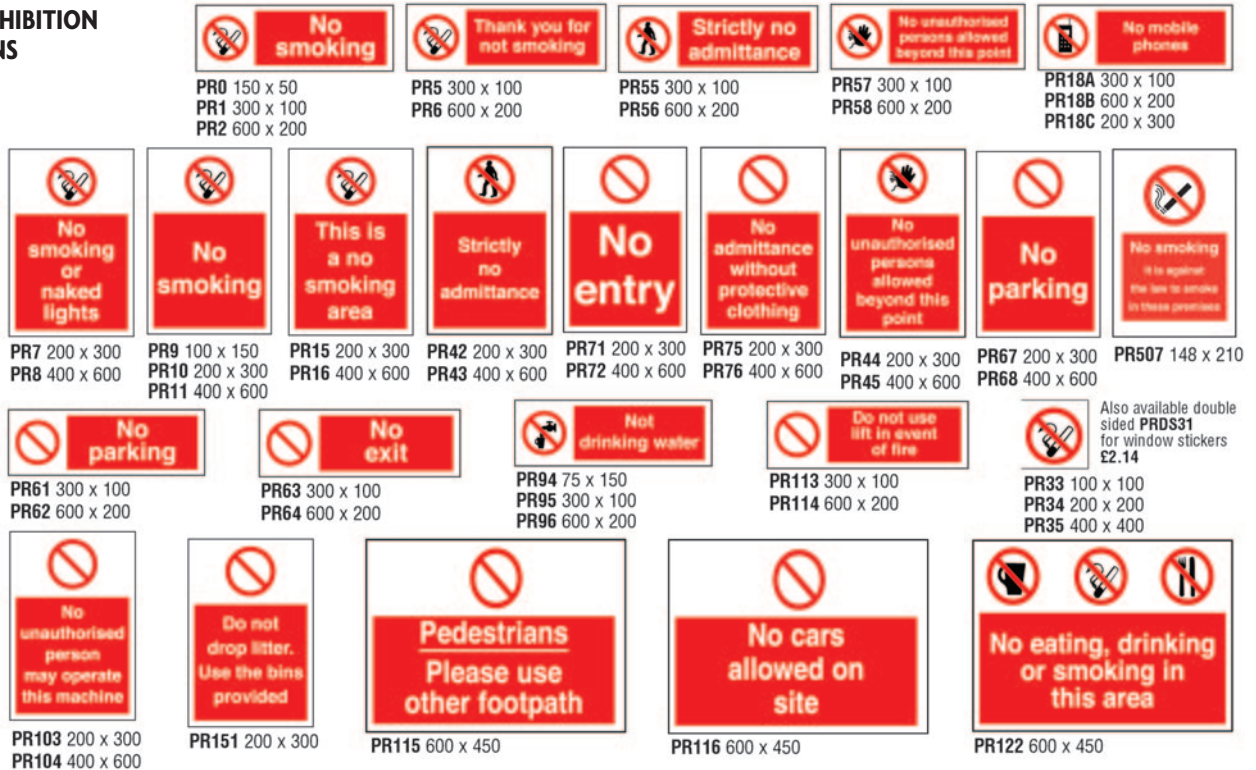 HIBITION
NS
No
smoking
PR0 150 x 50
PR1 300 x 100
PR2 600 x 200
Thank you for
not smoking
PR5 300 x 100
PR6 600 x 200
Strictly no
admittance
PR55 300 x 100
PR56 600 x 200
No unauthorised
persons allowed
beyond this point
PR57 300 x 100
PR58 600 x 200
No mobile
phones
PR18A 300 x 100
PR18B 600 x 200
PR18C 200 x 300
No
smoking
or
naked
lights
PR7 200 x 300
PR8 400 x 600
No
smoking
PR9 100 x 150
PR10 200 x 300
PR11 400 x 600
This is
a no
smoking
area
PR15 200 x 300
PR16 400 x 600
Strictly
no
admittance
PR42 200 x 300
PR43 400 x 600
No
entry
PR71 200 x 300
PR72 400 x 600
No
admittance
without
protective
clothing
PR75 200 x 300
PR76 400 x 600
No
unauthorised
persons
allowed
beyond this
point
PR44 200 x 300
PR45 400 x 600
No
parking
PR67 200 x 300
PR68 400 x 600
No smoking
It is against
the law to smoke
in these premises
PR507 148 x 210
No
parking
PR61 300 x 100
PR62 600 x 200
No
exit
PR63 300 x 100
PR64 600 x 200
Not
drinking water
PR94 75 x 150
PR95 300 x 100
PR96 600 x 200
Do not use
lift in event
of fire
PR113 300 x 100
PR114 600 x 200
Also available double
sided PRDS31
for window stickers
£2.14
PR33 100 x 100
PR34 200 x 200
PR35 400 x 400
No
unauthorised
person
may operate
this machine
PR103 200 x 300
PR104 400 x 600
Do not
drop litter.
Use the bins
provided
PR151 200 x 300
Pedestrians
Please use
other footpath
PR115 600 x 450
No cars
allowed on
site
PR116 600 x 450
No eating, drinking
or smoking in
this area
PR122 600 x 450